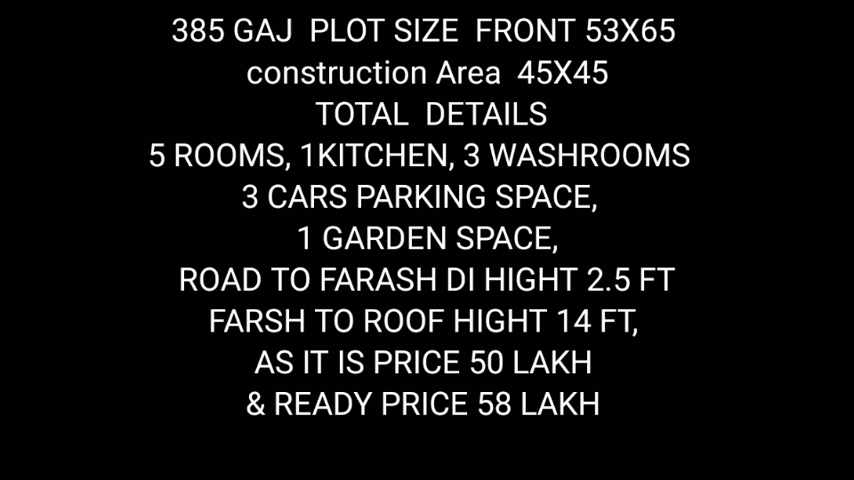 385 GAJ PLOT SIZE FRONT 53X65
construction Area 45X45
TOTAL DETAILS
5 ROOMS, 1KITCHEN, 3 WASHROOMS
3 CARS PARKING SPACE,
1 GARDEN SPACE,
ROAD TO FARASH DI HIGHT 2.5 FT
FARSH TO ROOF HIGHT 14 FT,
AS IT IS PRICE 50 LAKH
& READY PRICE 58 LAKH